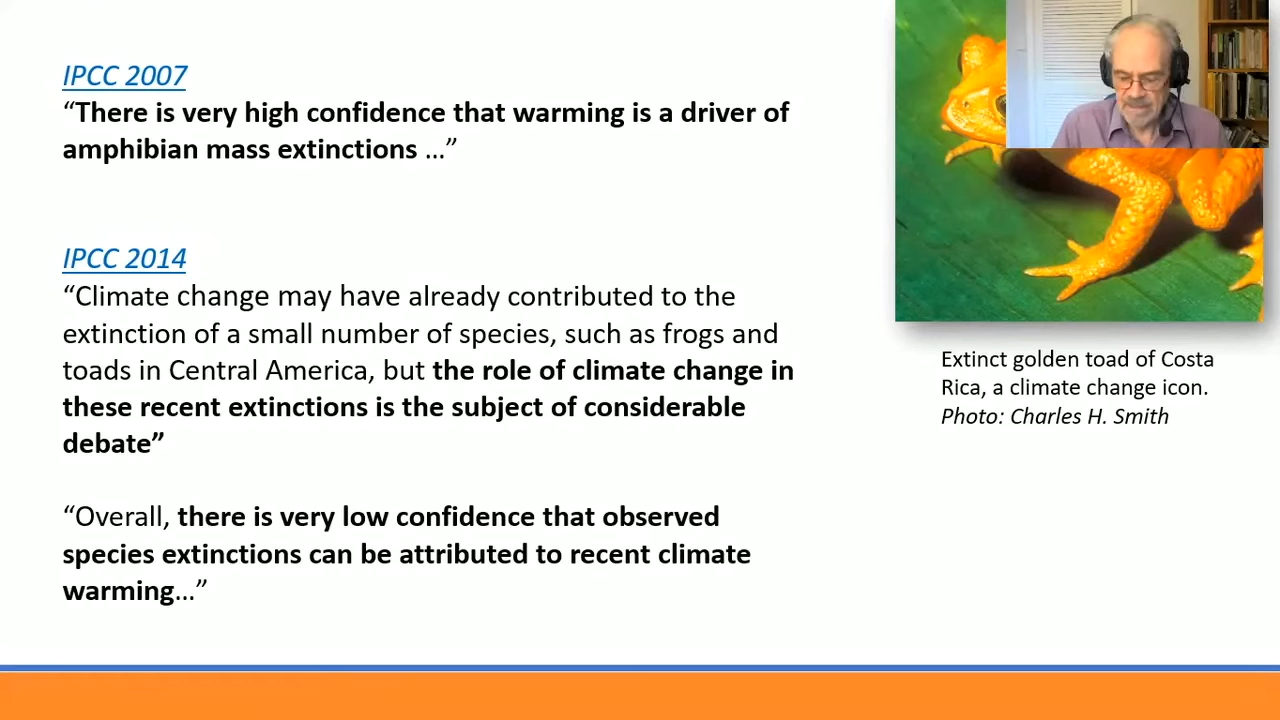 IPCC 2007
“There is very high confidence that warming is a driver of
amphibian mass extinctions …”
IPCC 2014
“Climate change may have already contributed to the
extinction of a small number of species, such as frogs and
toads in Central America, but the role of climate change in
these recent extinctions is the subject of considerable
debate”
“Overall, there is very low confidence that observed
species extinctions can be attributed to recent climate
warming…”
Extinct golden toad of Costa
Rica, a climate change icon.
Photo: Charles H. Smith